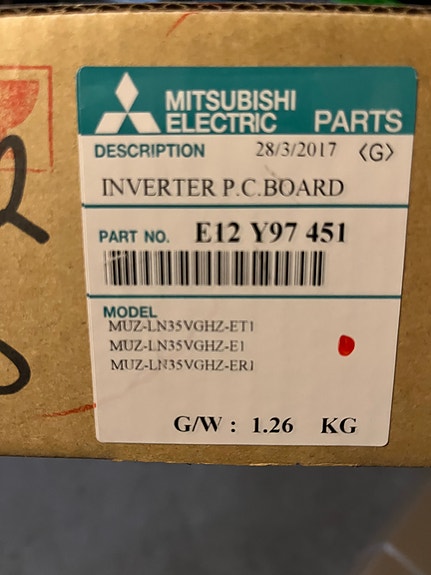 MITSUBISHI
ELECTRIC PARTS
DESCRIPTION 28/3/2017 <G>
INVERTER P.C.BOARD
PART NO. E12 Y97 451
MODEL
MUZ-LN35VGHZ-ET1
MUZ-LN35VGHZ-E1
MUZ-LN35VGHZ-ER1
G/W : 1.26 KG